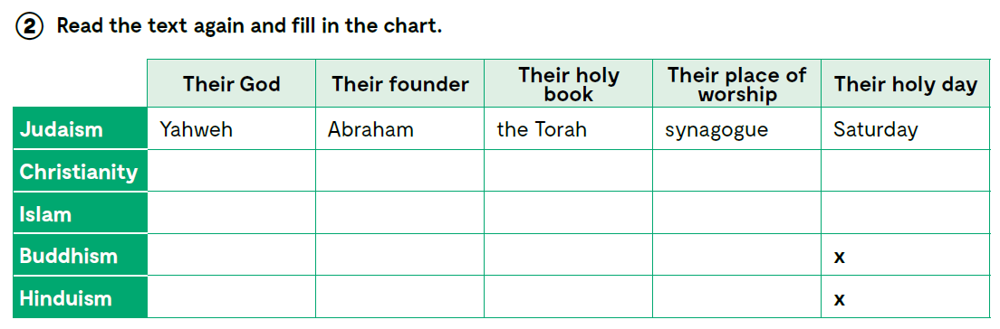 2 Read the text again and fill in the chart.
Their God Their founder Their holy book Their place of worship Their holy day
Judaism Yahweh Abraham the Torah synagogue Saturday
Christianity
Islam
Buddhism x
Hinduism x